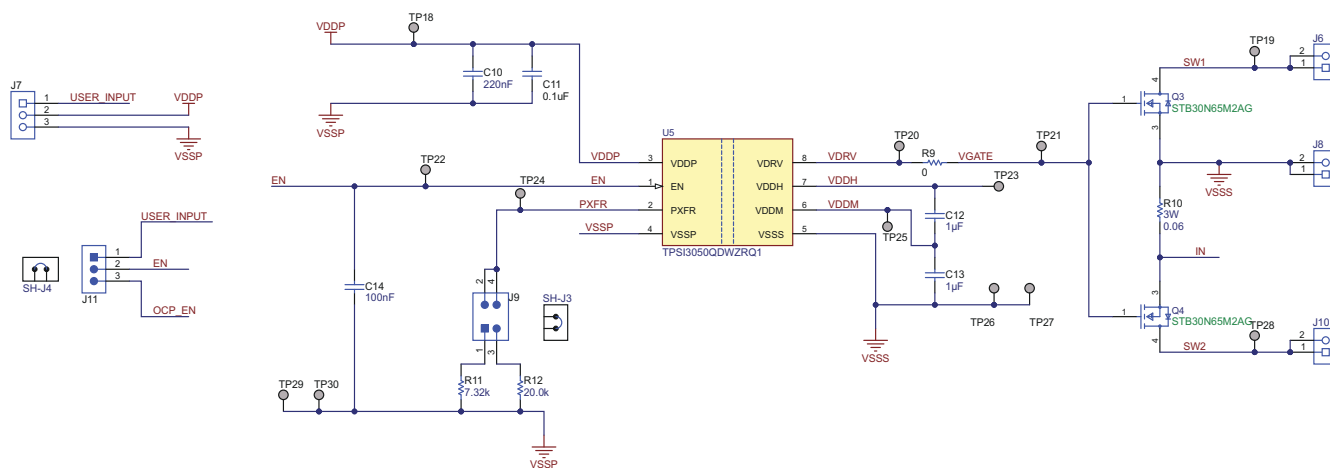 VDDP
TP18
C10
220nF
C11
0.1uF
VSSP
J7
1
2
3
USER_INPUT
VDDP
VSSP
USER_INPUT
1
2
3
EN
OCP_EN
J11
SH-J4
EN
TP22
EN
TP24
PXFR
VSSP
VDDP
U5
3
1
2
4
VDDP
EN
PXFR
VSSP
VDRV
VDDH
VDDM
VSSS
8
7
6
5
TPSI3050QDWZRQ1
VDRV
TP20
R9
0
VGATE
TP21
VDDH
TP23
VDDM
TP25
C12
1µF
C13
1µF
TP26
TP27
VSSS
C14
100nF
2
4
J9
1
3
SH-J3
R11
7.32k
R12
20.0k
TP29
TP30
VSSP
SW1
TP19
J6
2
1
4
1
Q3
STB30N65M2AG
3
VSSS
J8
2
1
R10
3W
0.06
IN
3
1
Q4
STB30N65M2AG
4
SW2
TP28
J10
2
1